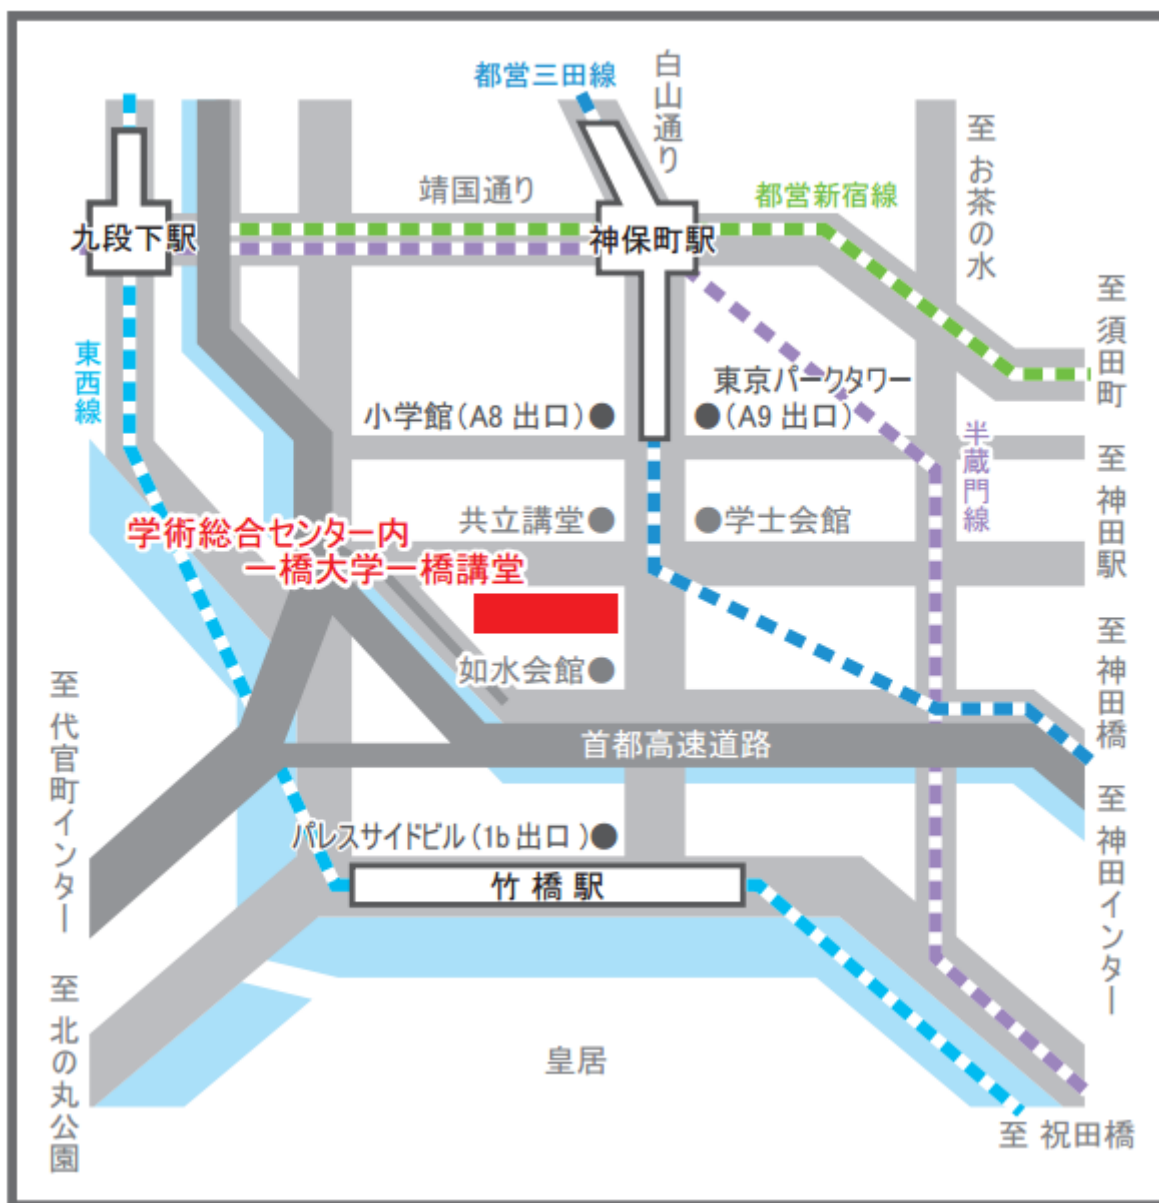 都営三田線
白山通り
至 お茶の水
靖国通り
都営新宿線
九段下駅
神保町駅
至 須田町
東西線
東京パークタワー
小学館(A8 出口)●
●(A9 出口)
半蔵門線
至 神田駅
共立講堂●
●学士会館
学術総合センター内
一橋大学一橋講堂
至 神田橋
如水会館●
至 代官町インター
首都高速道路
至 神田インター
パレスサイドビル(1b 出口 )●
竹橋駅
至 北の丸公園
皇居
至 祝田橋